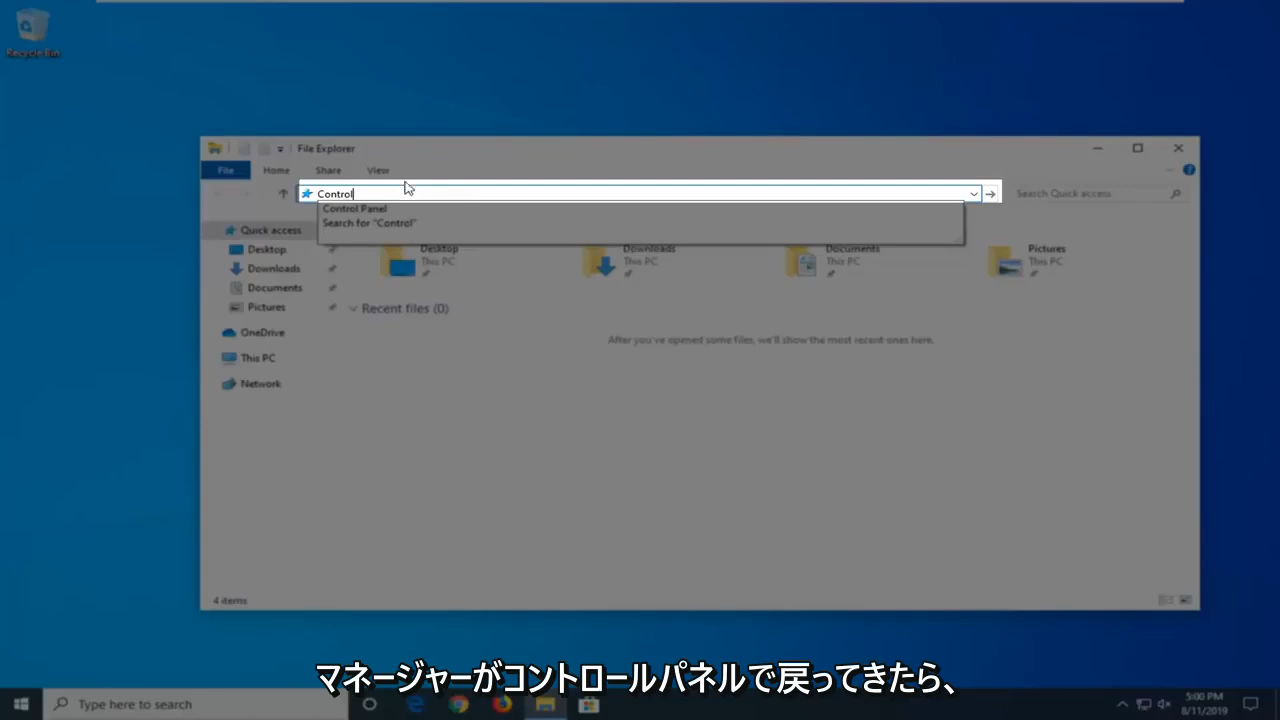 Recycle Bin
File Explorer
File Home Share View
Control
Search Quick access
Control Panel
Search for "Control"
Quick access
Desktop
Downloads
Documents
Pictures
OneDrive
This PC
Network
Desktop
This PC
Downloads
This PC
Documents
This PC
Pictures
This PC
Recent files (0)
After you've opened some files, we'll show the most recent ones here.
4 items
マネージャーがコントロールパネルで戻ってきたら、
Type here to search
5:00 PM
8/11/2019